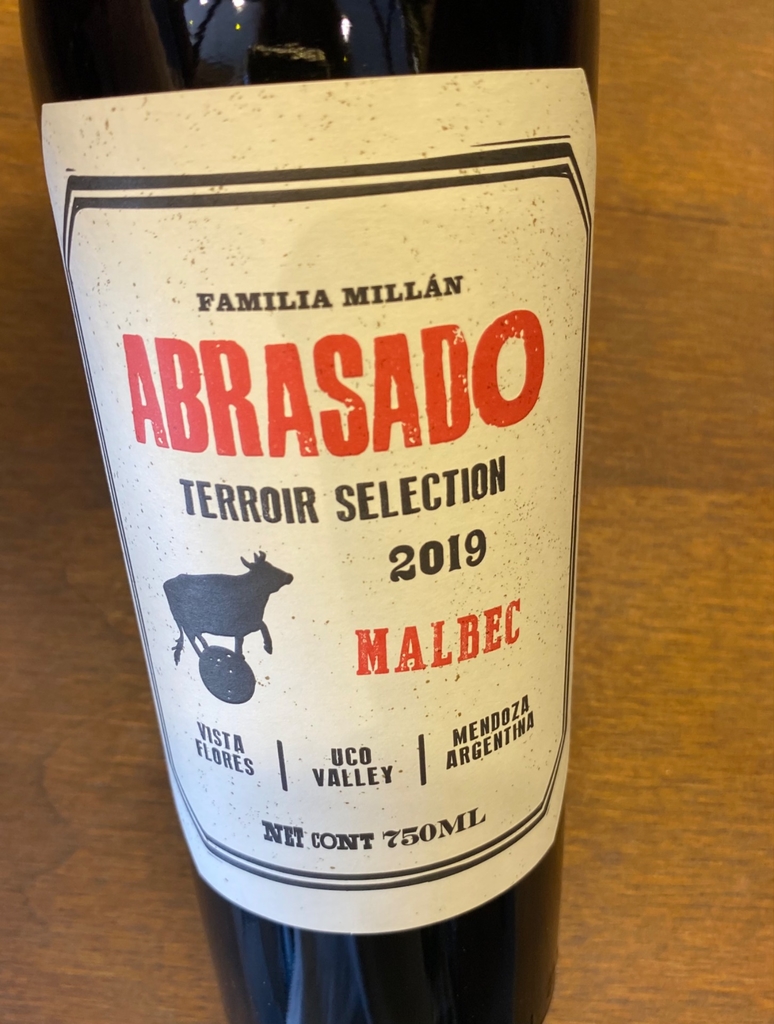 FAMILIA MILLÁN
ABRASADO
TERROIR SELECTION
2019
MALBEC
VISTA
FLORES
UCO
VALLEY
MENDOZA
ARGENTINA
NET CONT 750ML